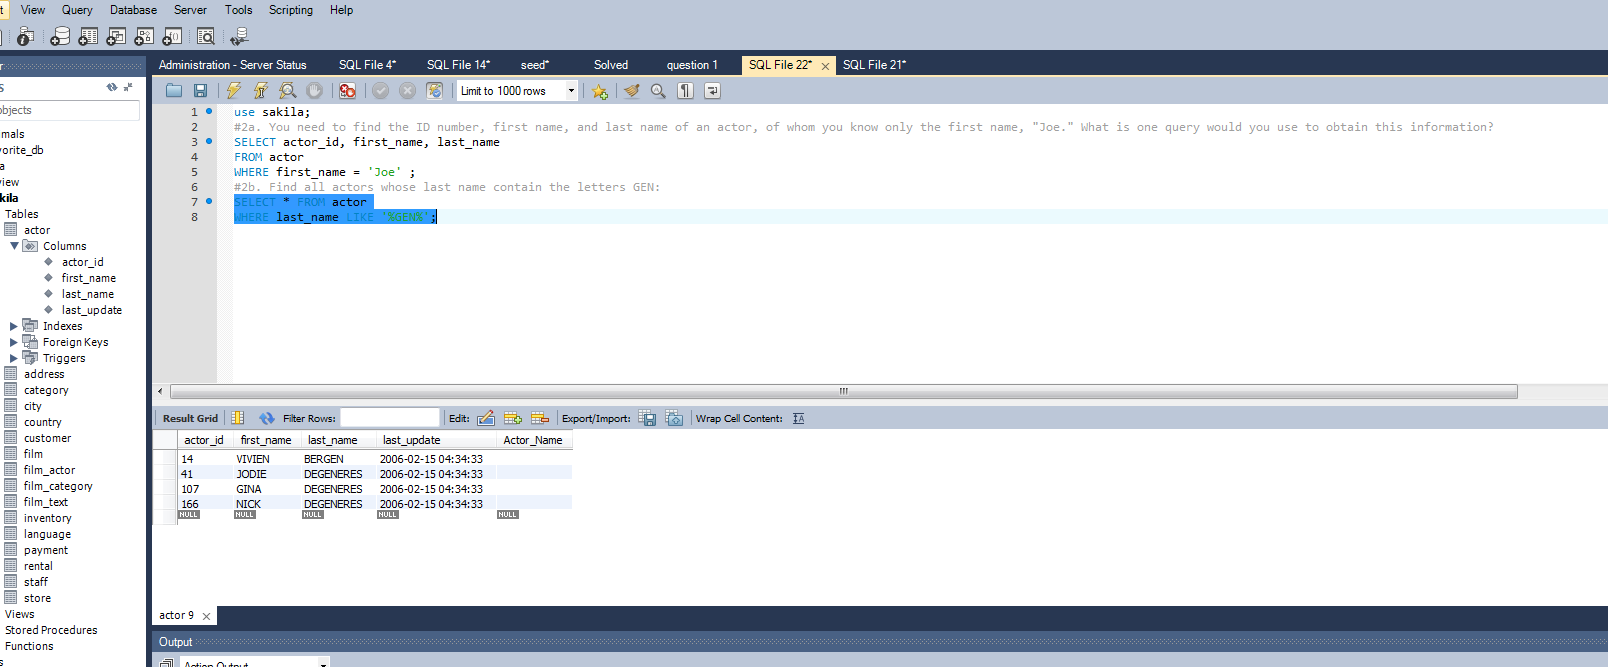 t View Query Database Server Tools Scripting Help
r
Administration - Server Status SQL File 4* SQL File 14* seed* Solved question 1 SQL File 22* SQL File 21*
S
bjects
Limit to 1000 rows
mals
vorite_db
a
view
kila
Tables
actor
Columns
actor_id
first_name
last_name
last_update
Indexes
Foreign Keys
Triggers
address
category
city
country
customer
film
film_actor
film_category
film_text
inventory
language
payment
rental
staff
store
Views
Stored Procedures
Functions
s
1 use sakila;
2 #2a. You need to find the ID number, first name, and last name of an actor, of whom you know only the first name, "Joe." What is one query would you use to obtain this information?
3 SELECT actor_id, first_name, last_name
4 FROM actor
5 WHERE first_name = 'Joe' ;
6 #2b. Find all actors whose last name contain the letters GEN:
7 SELECT * FROM actor
8 WHERE last_name LIKE '%GEN%';
Result Grid Filter Rows: Edit: Export/Import: Wrap Cell Content:
actor_id first_name last_name last_update Actor_Name
14 VIVIEN BERGEN 2006-02-15 04:34:33
41 JODIE DEGENERES 2006-02-15 04:34:33
107 GINA DEGENERES 2006-02-15 04:34:33
166 NICK DEGENERES 2006-02-15 04:34:33
NULL NULL NULL NULL NULL
actor 9
Output
Action Output